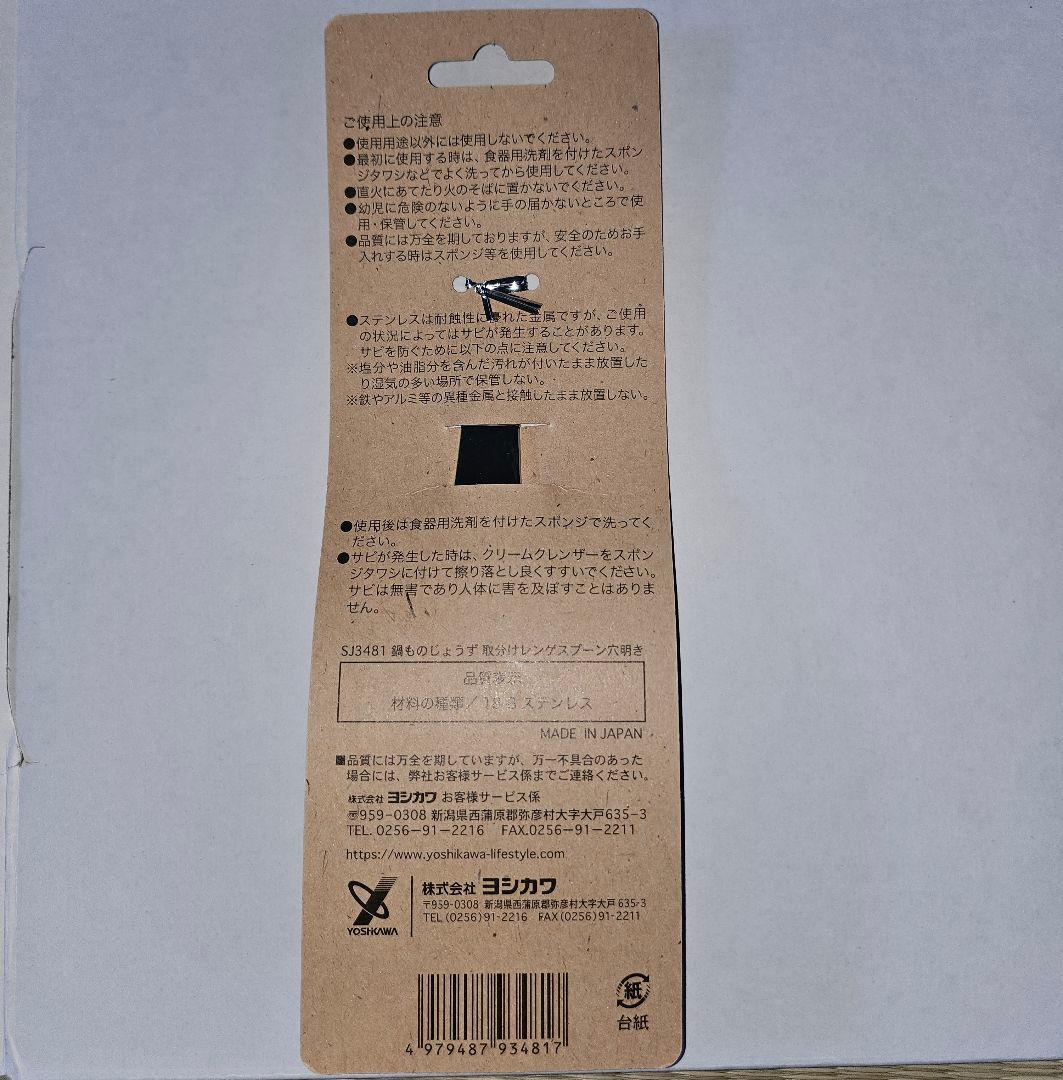 ご使用上の注意
●使用用途以外には使用しないでください。
●最初に使用する時は、食器用洗剤を付けたスポン
ジタワシなどでよく洗ってから使用してください。
●直火にあてたり火のそばに置かないでください。
●幼児に危険のないように手の届かないところで使
用・保管してください。
●品質には万全を期しておりますが、安全のためお手
入れする時はスポンジ等を使用してください。
●ステンレスは耐蝕性に優れた金属ですが、ご使用
の状況によってはサビが発生することがあります。
サビを防ぐために以下の点に注意してください。
※塩分や油脂分を含んだ汚れが付いたまま放置した
り湿気の多い場所で保管しない。
※鉄やアルミ等の異種金属と接触したまま放置しない。
●使用後は食器用洗剤を付けたスポンジで洗ってく
ださい。
●サビが発生した時は、クリームクレンザーをスポン
ジタワシに付けて擦り落とし良くすすいでください。
サビは無害であり人体に害を及ぼすことはありま
せん。
SJ3481 鍋ものじょうず 取分けレンゲスプーン穴明き
品質表示
材料の種類／18-8 ステンレス
MADE IN JAPAN
■品質には万全を期していますが、万一不具合のあった
場合には、弊社お客様サービス係までご連絡ください。
株式会社 ヨシカワ お客様サービス係
〒959-0308 新潟県西蒲原郡弥彦村大字大戸635-3
TEL. 0256-91-2216 FAX.0256-91-2211
https://www.yoshikawa-lifestyle.com
YOSHIKAWA
株式会社 ヨシカワ
〒959-0308 新潟県西蒲原郡弥彦村大字大戸 635-3
TEL (0256) 91-2216 FAX (0256) 91-2211
4 979487 934817
紙
台紙